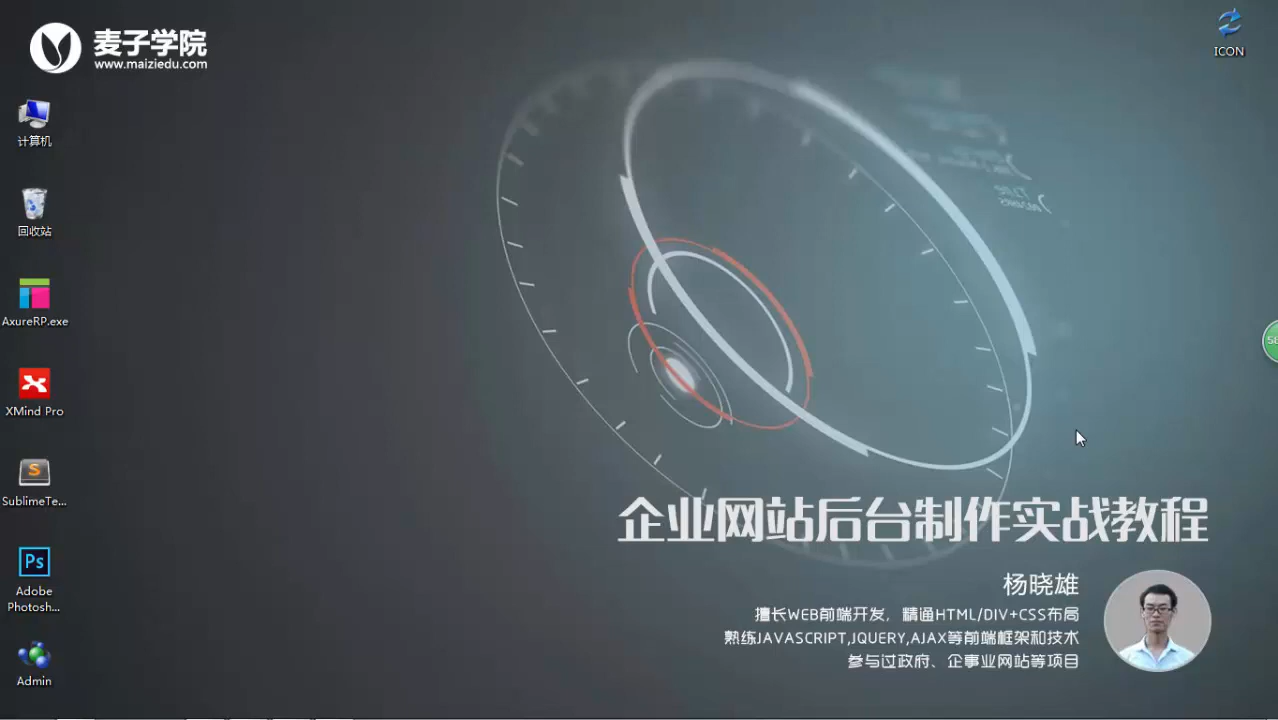 麦子学院
www.maiziedu.com
ICON
计算机
回收站
AxureRP.exe
XMind Pro
SublimeTe...
Ps
Adobe
Photosh...
Admin
企业网站后台制作实战教程
杨晓雄
擅长WEB前端开发，精通HTML/DIV+CSS布局
熟练JAVASCRIPT,JQUERY,AJAX等前端框架和技术
参与过政府、企事业网站等项目